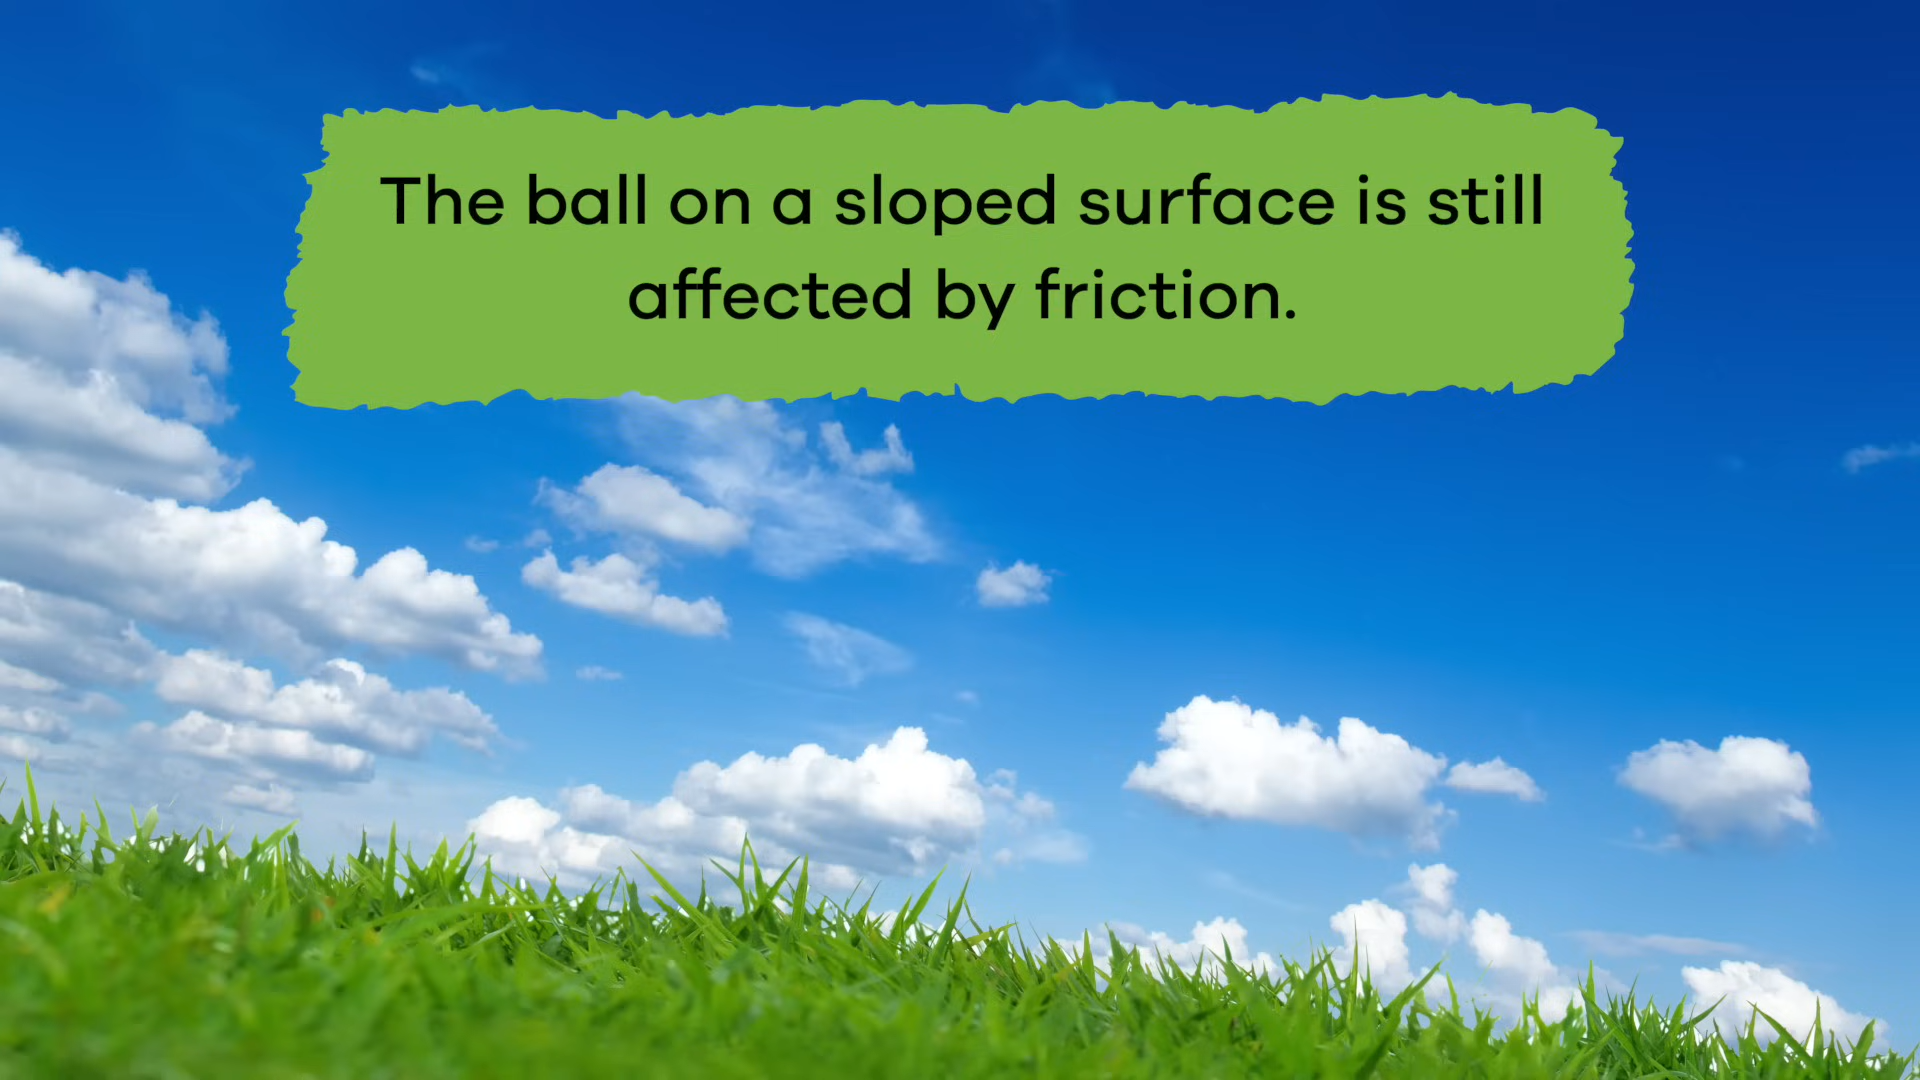 The ball on a sloped surface is still
affected by friction.